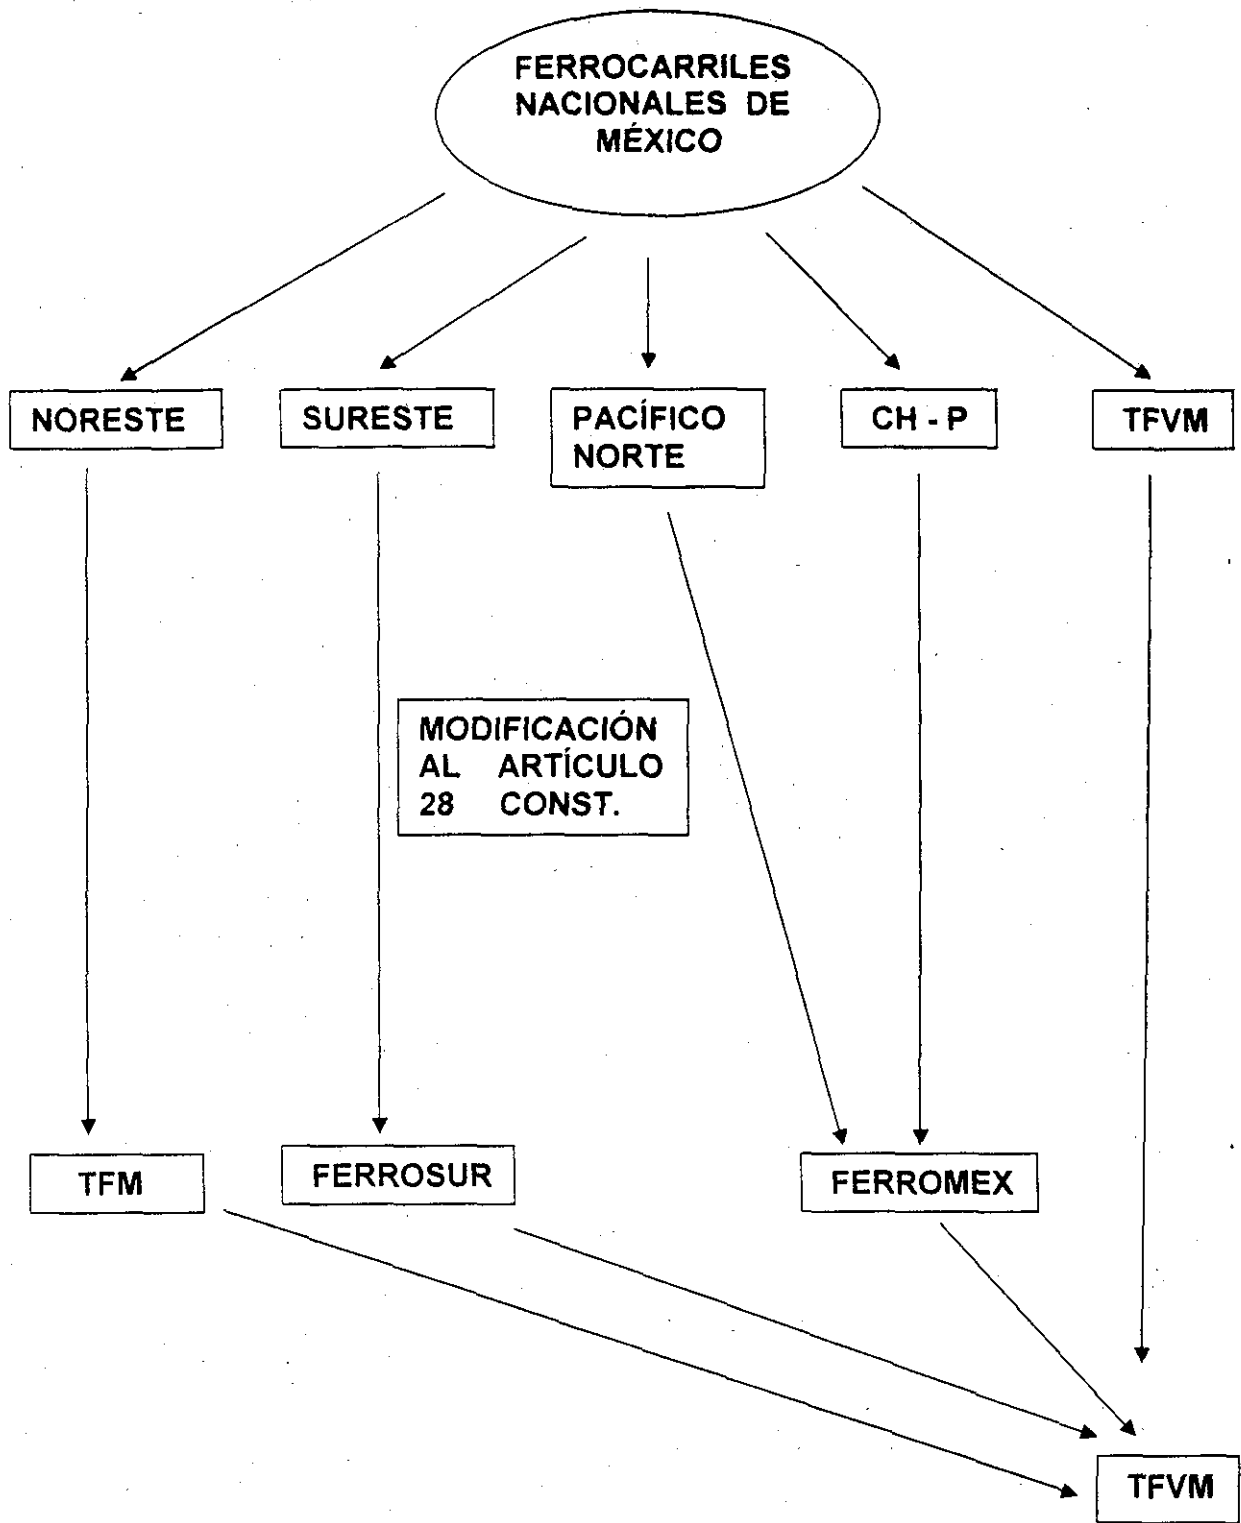 FERROCARRILES
NACIONALES DE
MÉXICO
NORESTE
SURESTE
PACÍFICO
NORTE
CH - P
TFVM
MODIFICACIÓN
AL ARTÍCULO
28 CONST.
TFM
FERROSUR
FERROMEX
TFVM